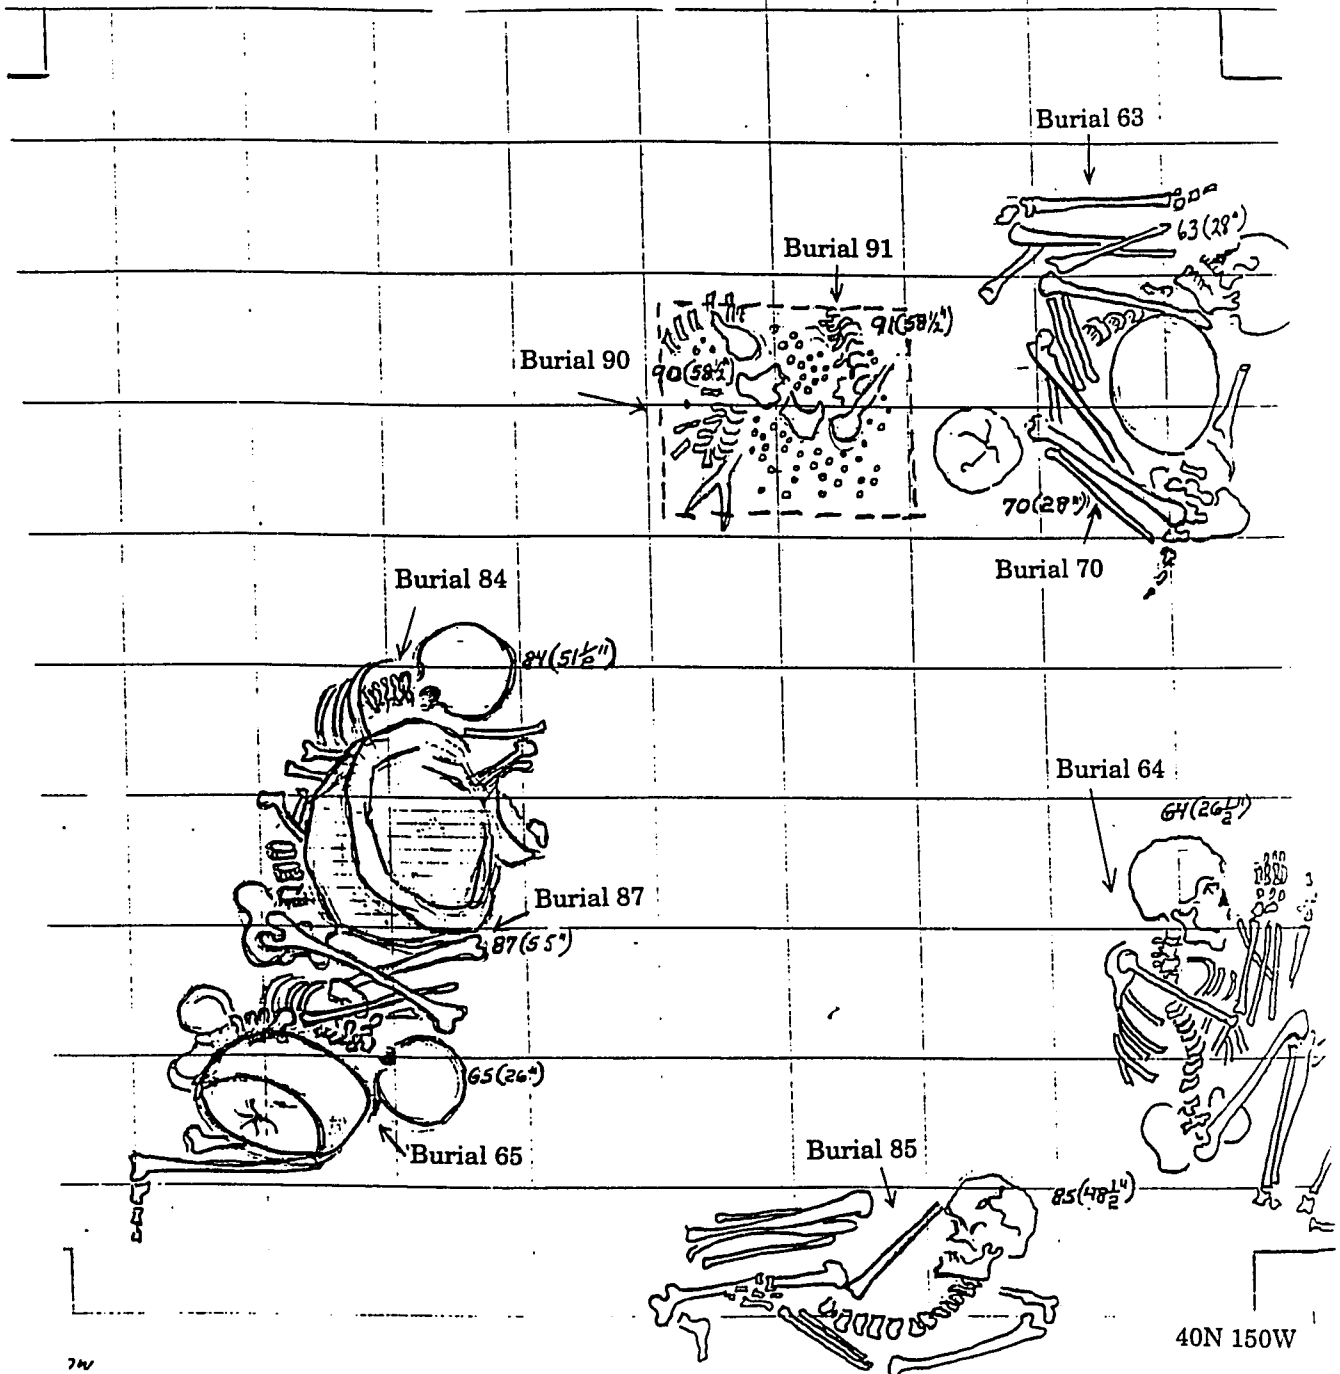 Burial 63
63(28")
Burial 91
91(58½")
Burial 90
90(58½")
70(28")
Burial 70
Burial 84
84(51½")
Burial 64
64(26½")
Burial 87
87(55")
65(26")
Burial 65
Burial 85
85(48½")
40N 150W